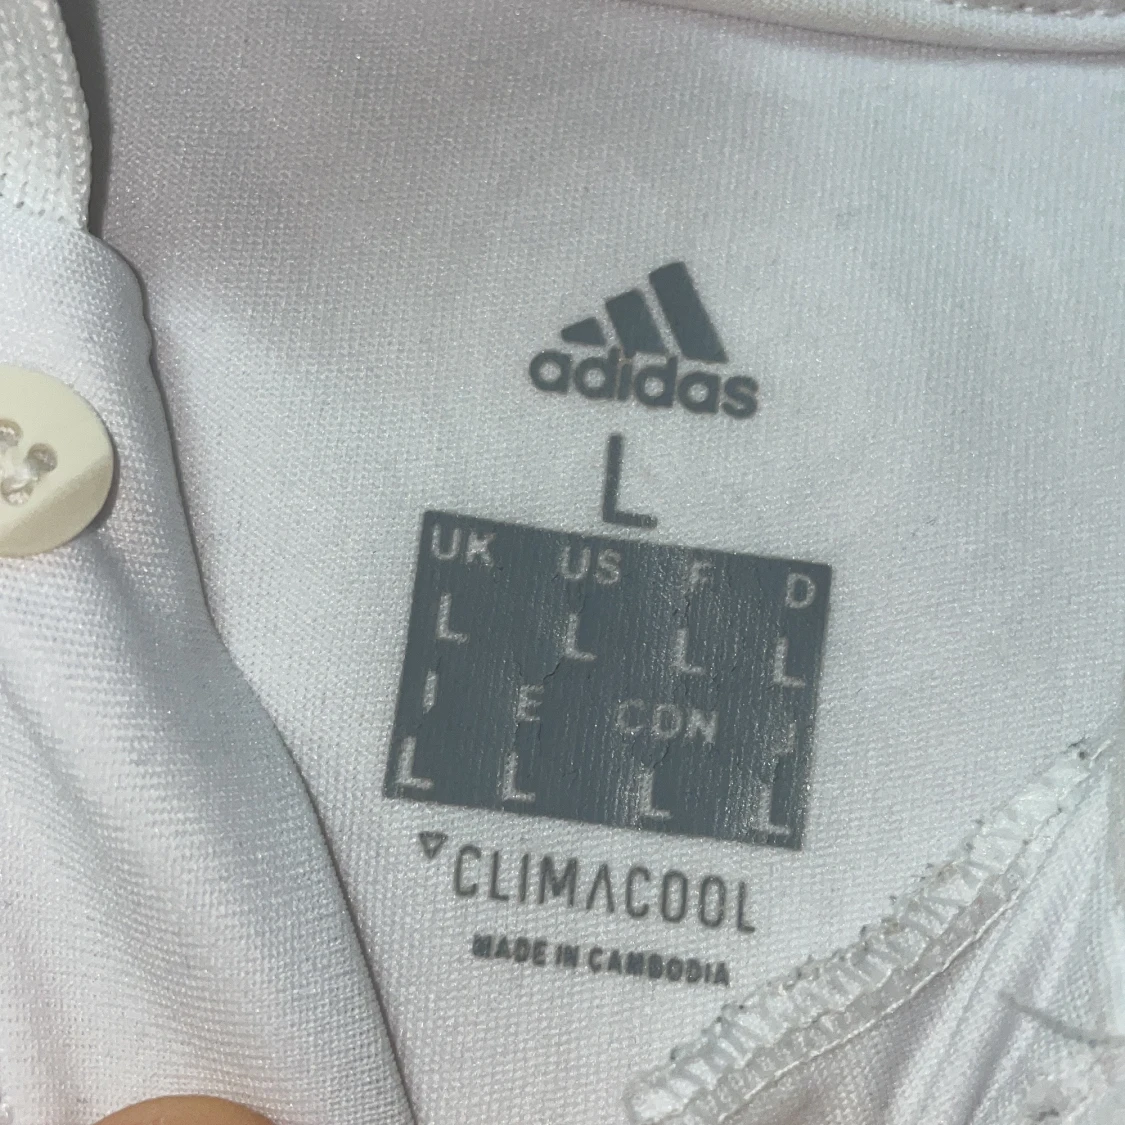 adidas
L
UK US F D
L L L L
I E CDN J
L L L L
CLIMACOOL
MADE IN CAMBODIA